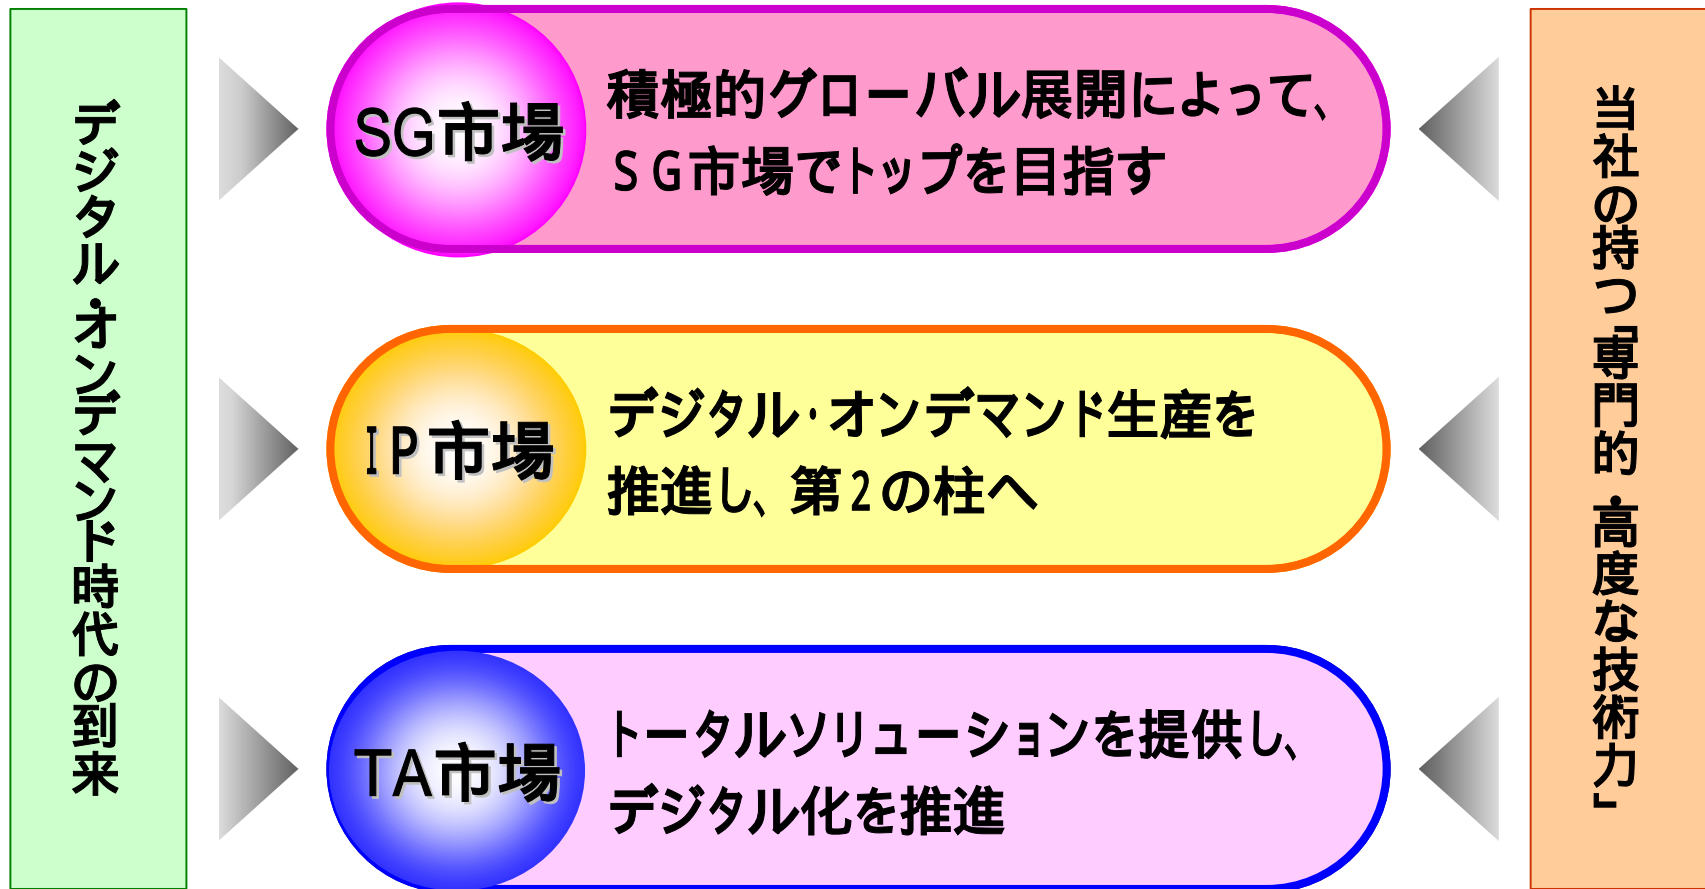 デジタル・オンデマンド時代の到来
SG市場
積極的グローバル展開によって、
ＳＧ市場でトップを目指す
ＩＰ市場
デジタル・オンデマンド生産を
推進し、第２の柱へ
TA市場
トータルソリューションを提供し、
デジタル化を推進
当社の持つ「専門的・高度な技術力」